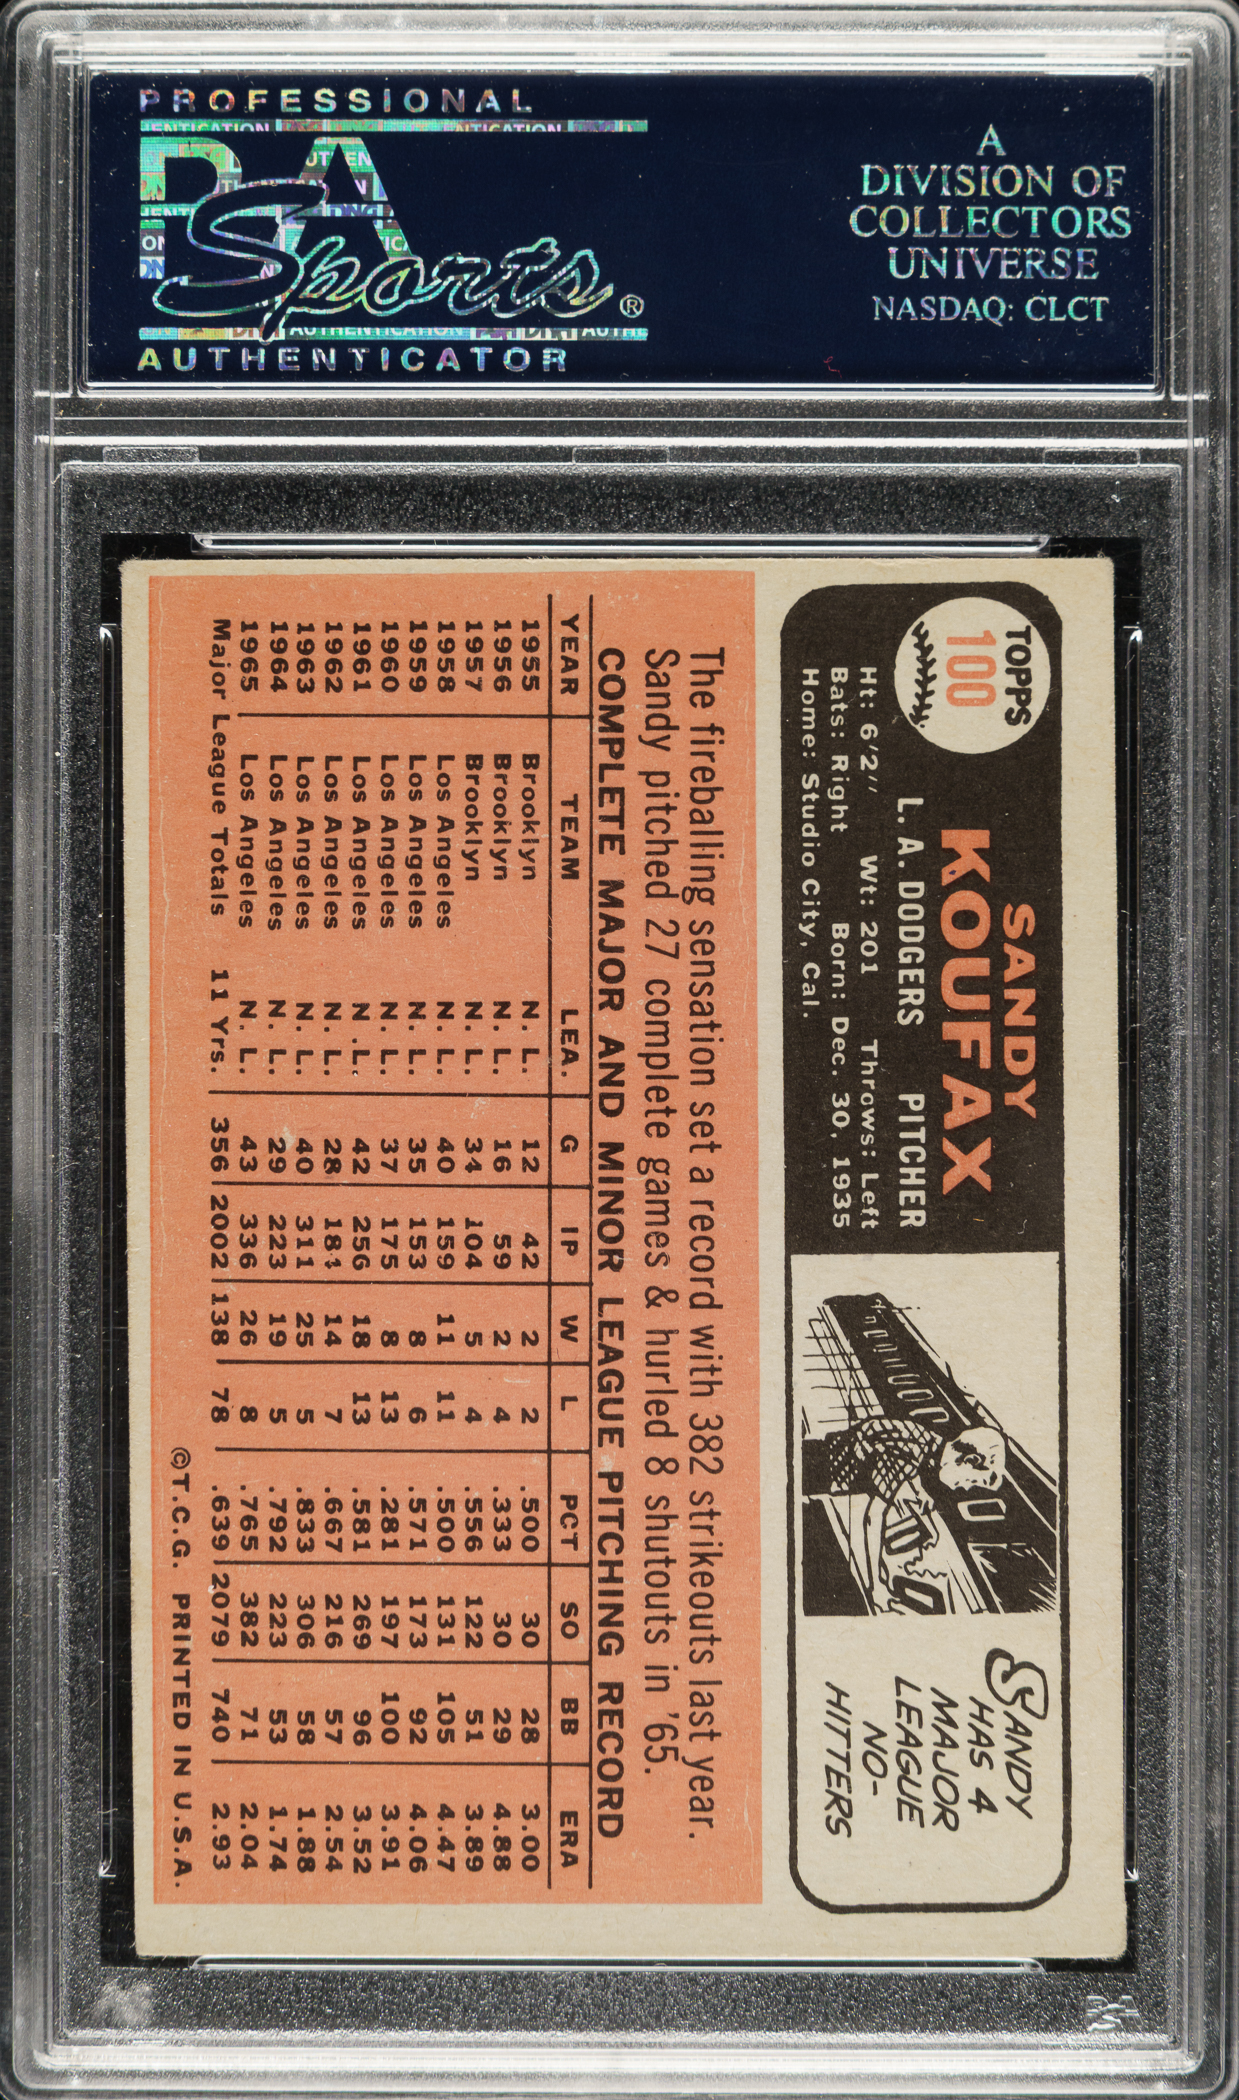 PROFESSIONAL
PSA
Sports®
AUTHENTICATOR
A
DIVISION OF
COLLECTORS
UNIVERSE
NASDAQ: CLCT
TOPPS
100
SANDY
KOUFAX
L. A. DODGERS PITCHER
Ht: 6'2" Wt: 201 Throws: Left
Bats: Right Born: Dec. 30, 1935
Home: Studio City, Cal.
SANDY
HAS 4
MAJOR
LEAGUE
NO-
HITTERS
The fireballing sensation set a record with 382 strikeouts last year.
Sandy pitched 27 complete games & hurled 8 shutouts in '65.
COMPLETE MAJOR AND MINOR LEAGUE PITCHING RECORD
YEAR TEAM LEA. G IP W L PCT SO BB ERA
1955 Brooklyn N. L. 12 42 2 2 .500 30 28 3.00
1956 Brooklyn N. L. 16 59 2 4 .333 30 29 4.88
1957 Brooklyn N. L. 34 104 5 4 .556 122 51 3.89
1958 Los Angeles N. L. 40 159 11 11 .500 131 105 4.47
1959 Los Angeles N. L. 35 153 8 6 .571 173 92 4.06
1960 Los Angeles N. L. 37 175 8 13 .281 197 100 3.91
1961 Los Angeles N .L. 42 256 18 13 .581 269 96 3.52
1962 Los Angeles N. L. 28 184 14 7 .667 216 57 2.54
1963 Los Angeles N. L. 40 311 25 5 .833 306 58 1.88
1964 Los Angeles N. L. 29 223 19 5 .792 223 53 1.74
1965 Los Angeles N. L. 43 336 26 8 .765 382 71 2.04
Major League Totals 11 Yrs. 356 2002 138 78 .639 2079 740 2.93
©T.C.G. PRINTED IN U.S.A.
PSA